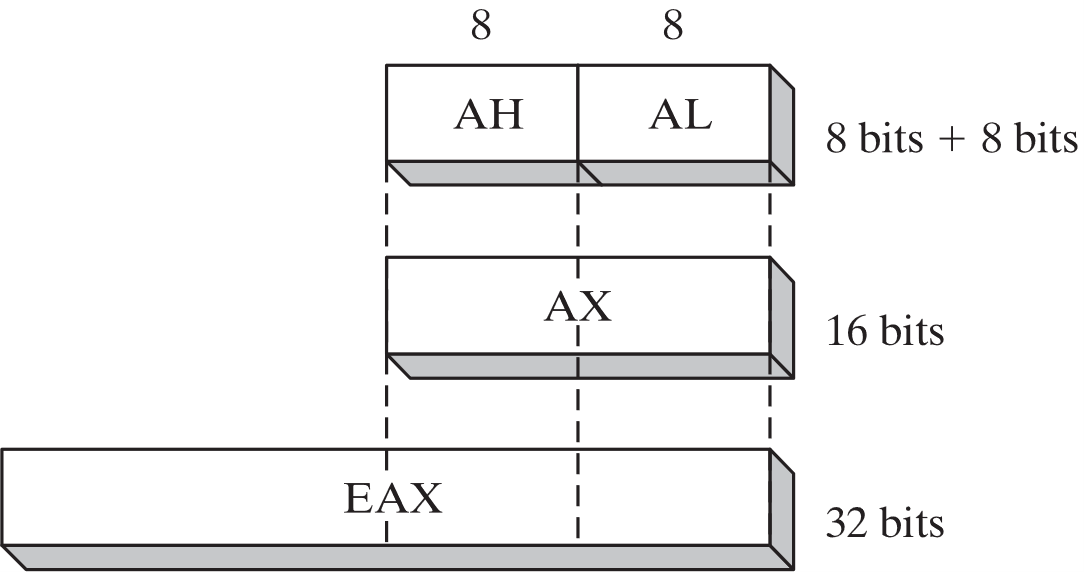 8 8
AH AL 8 bits + 8 bits
AX 16 bits
EAX 32 bits